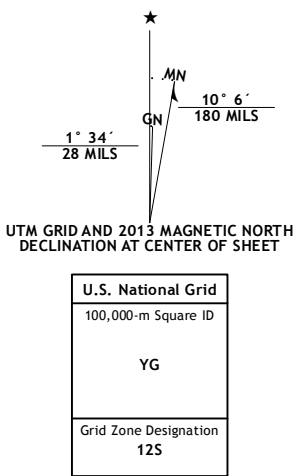 ★
MN
GN
10° 6´
180 MILS
1° 34´
28 MILS
UTM GRID AND 2013 MAGNETIC NORTH
DECLINATION AT CENTER OF SHEET
U.S. National Grid
100,000-m Square ID
YG
Grid Zone Designation
12S